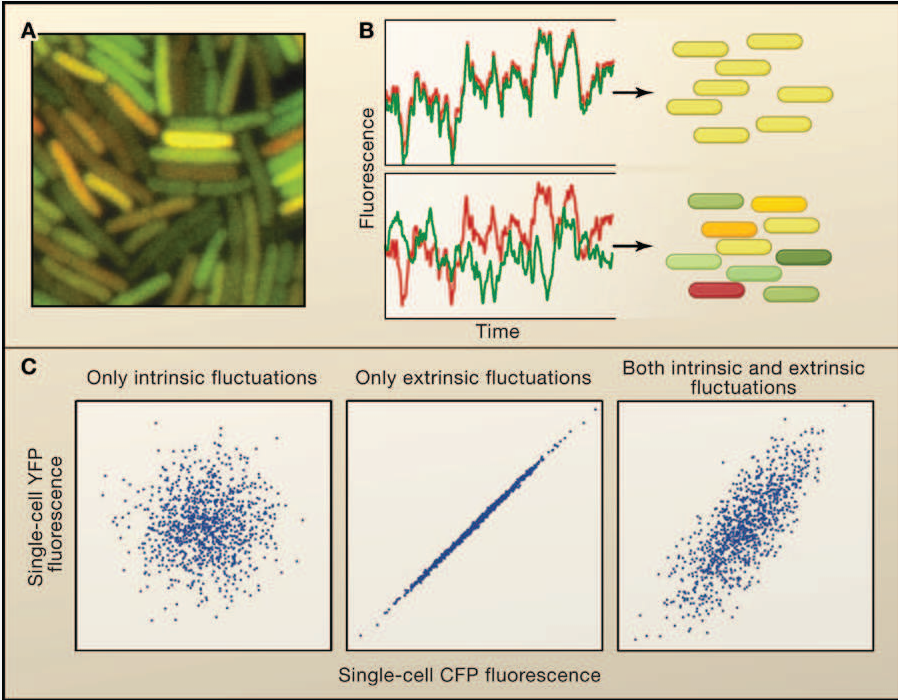 A
B
Fluorescence
Time
C
Only intrinsic fluctuations
Only extrinsic fluctuations
Both intrinsic and extrinsic
fluctuations
Single-cell YFP
fluorescence
Single-cell CFP fluorescence